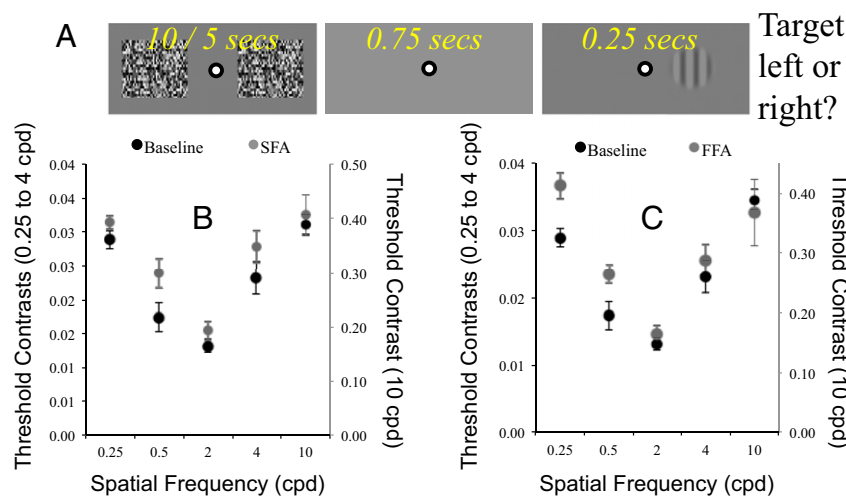 A
10 / 5 secs
0.75 secs
0.25 secs
Target
left or
right?
Threshold Contrasts (0.25 to 4 cpd)
Baseline
SFA
B
0.04
0.04
0.03
0.03
0.02
0.02
0.01
0.01
0.00
0.50
0.40
0.30
0.20
0.10
0.00
Threshold Contrast (10 cpd)
0.25
0.5
2
4
10
Spatial Frequency (cpd)
Threshold Contrasts (0.25 to 4 cpd)
Baseline
FFA
C
0.04
0.03
0.02
0.01
0.00
0.40
0.30
0.20
0.10
0.00
Threshold Contrast (10 cpd)
0.25
0.5
2
4
10
Spatial Frequency (cpd)